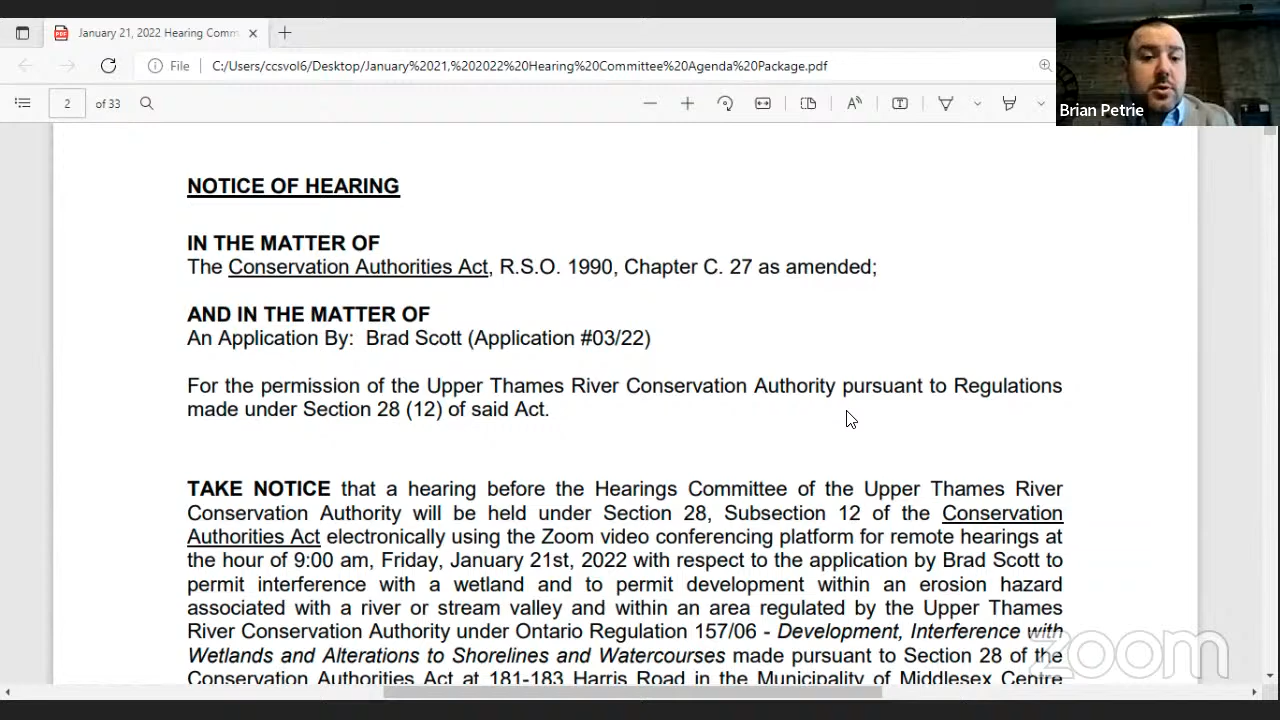 January 21, 2022 Hearing Comm
File C:/Users/ccsvol6/Desktop/January%2021,%202022%20Hearing%20Committee%20Agenda%20Package.pdf
2 of 33
Brian Petrie
NOTICE OF HEARING
IN THE MATTER OF
The Conservation Authorities Act, R.S.O. 1990, Chapter C. 27 as amended;
AND IN THE MATTER OF
An Application By: Brad Scott (Application #03/22)
For the permission of the Upper Thames River Conservation Authority pursuant to Regulations
made under Section 28 (12) of said Act.
TAKE NOTICE that a hearing before the Hearings Committee of the Upper Thames River
Conservation Authority will be held under Section 28, Subsection 12 of the Conservation
Authorities Act electronically using the Zoom video conferencing platform for remote hearings at
the hour of 9:00 am, Friday, January 21st, 2022 with respect to the application by Brad Scott to
permit interference with a wetland and to permit development within an erosion hazard
associated with a river or stream valley and within an area regulated by the Upper Thames
River Conservation Authority under Ontario Regulation 157/06 - Development, Interference with
Wetlands and Alterations to Shorelines and Watercourses made pursuant to Section 28 of the
Conservation Authorities Act at 181-183 Harris Road in the Municipality of Middlesex Centre
zoom